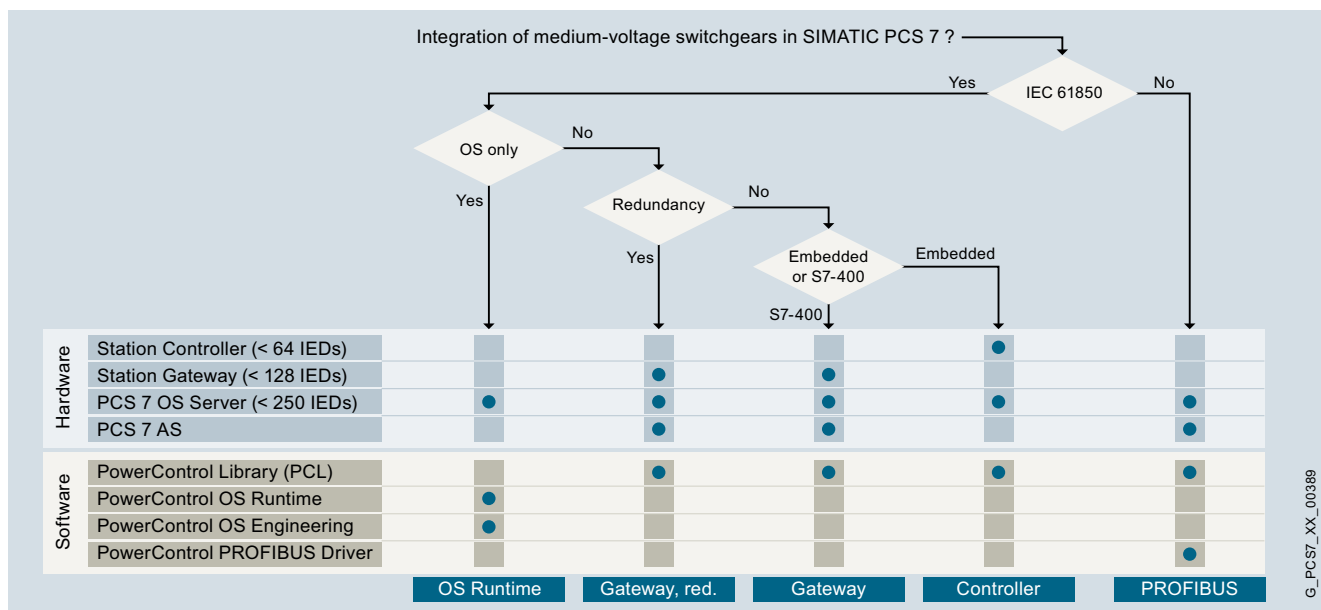 Integration of medium-voltage switchgears in SIMATIC PCS 7 ?
Yes
IEC 61850
No
OS only
No
Yes
Redundancy
No
Yes
Embedded
or S7-400
Embedded
S7-400
Hardware
Station Controller (< 64 IEDs)
Station Gateway (< 128 IEDs)
PCS 7 OS Server (< 250 IEDs)
PCS 7 AS
Software
PowerControl Library (PCL)
PowerControl OS Runtime
PowerControl OS Engineering
PowerControl PROFIBUS Driver
OS Runtime
Gateway, red.
Gateway
Controller
PROFIBUS
G_PCS7_XX_00389